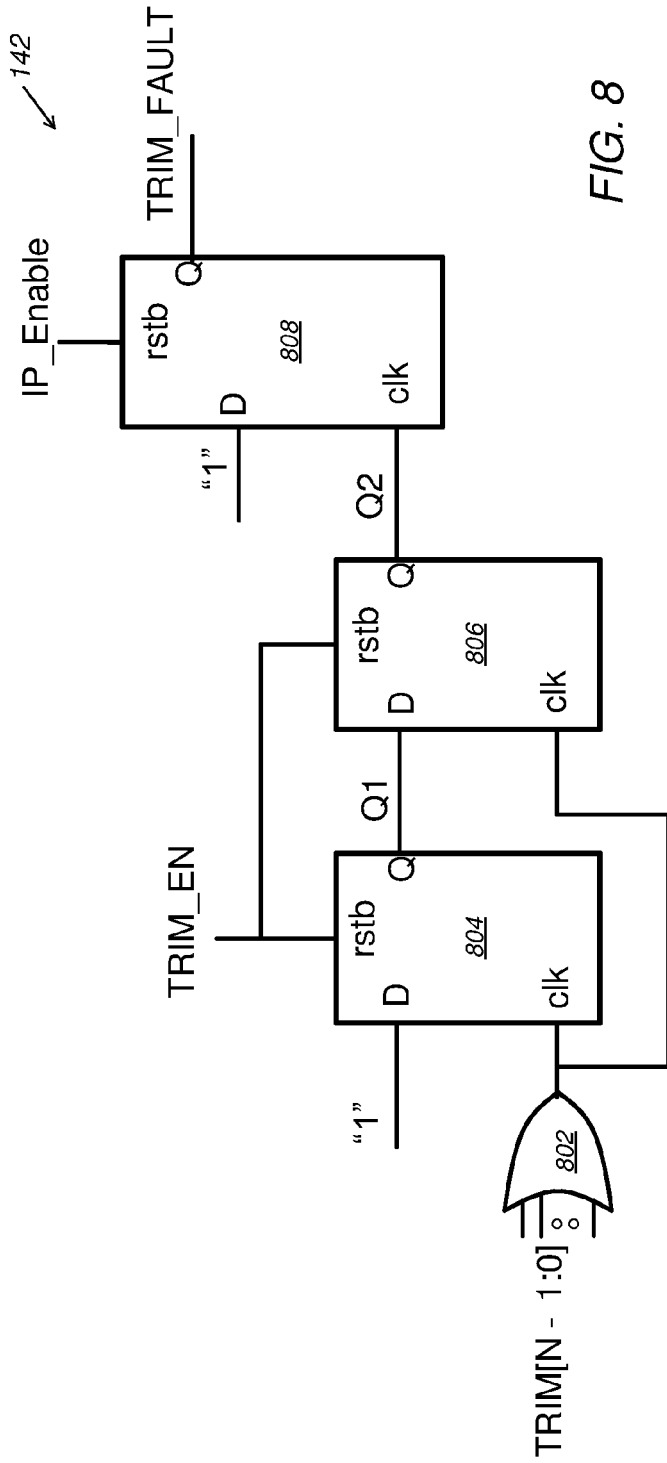 142
IP_Enable
TRIM_FAULT
rstb
Q
"1"
D
808
clk
Q2
TRIM_EN
rstb
Q
D
806
clk
Q1
rstb
Q
"1"
D
804
clk
802
TRIM[N - 1:0]
FIG. 8